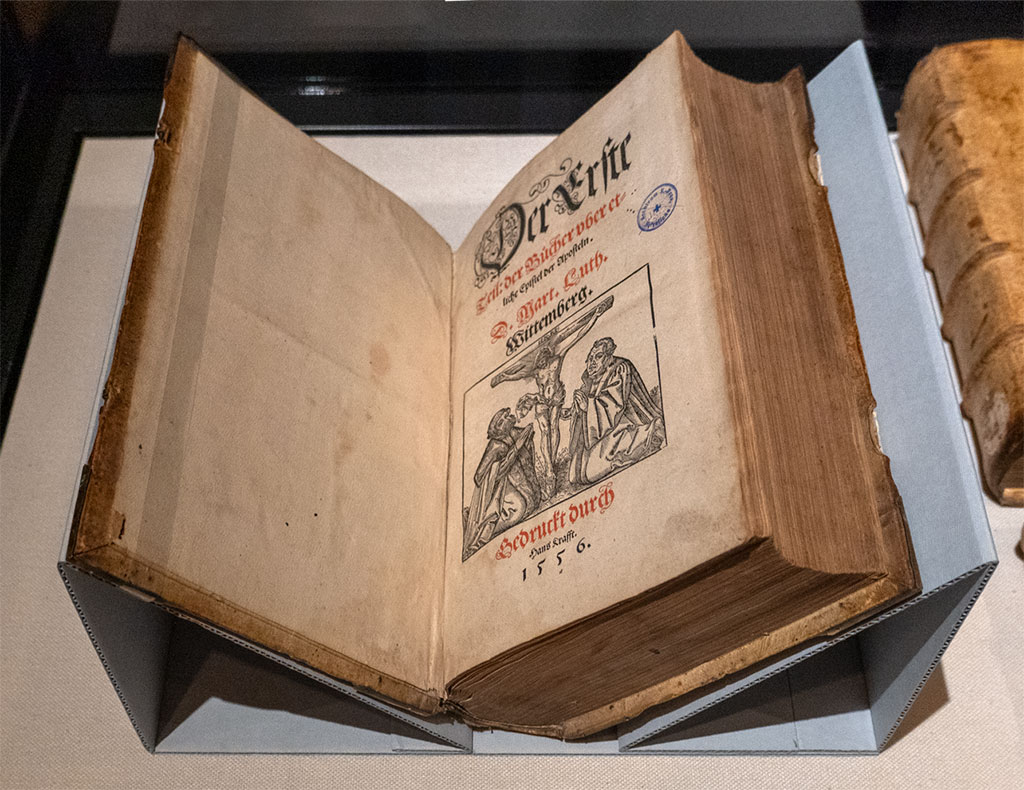 Der Erste
Teil: der Bücher vber et-
liche Epistel der Aposteln.
D. Mart. Luth.
Wittemberg.
Gedruckt durch
Hans Krafft.
1556.